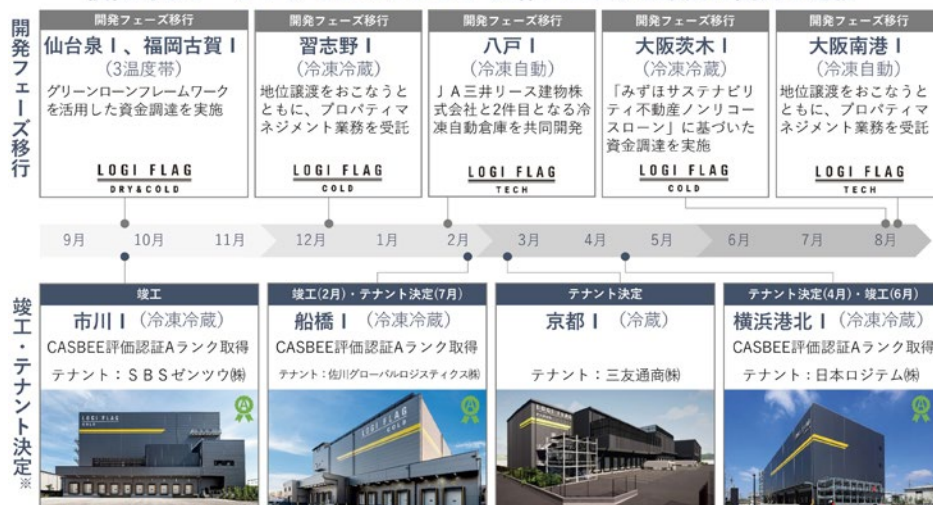 開発フェーズ移行
開発フェーズ移行
仙台泉Ⅰ、福岡古賀Ⅰ
(3温度帯)
グリーンローンフレームワーク
を活用した資金調達を実施
LOGI FLAG
DRY&COLD
開発フェーズ移行
習志野Ⅰ
(冷凍冷蔵)
地位譲渡をおこなうと
ともに、プロパティマ
ネジメント業務を受託
LOGI FLAG
COLD
開発フェーズ移行
八戸Ⅰ
(冷凍自動)
ＪＡ三井リース建物株
式会社と2件目となる冷
凍自動倉庫を共同開発
LOGI FLAG
TECH
開発フェーズ移行
大阪茨木Ⅰ
(冷凍冷蔵)
『みずほサステナビリ
ティ不動産ノンリコー
スローン」に基づいた
資金調達を実施
LOGI FLAG
COLD
開発フェーズ移行
大阪南港Ⅰ
(冷凍自動)
地位譲渡をおこなうと
ともに、プロパティマ
ネジメント業務を受託
LOGI FLAG
TECH
9月 10月 11月 12月 1月 2月 3月 4月 5月 6月 7月 8月
竣工・テナント決定※
竣工
市川Ⅰ (冷凍冷蔵)
CASBEE評価認証Aランク取得
テナント：ＳＢＳゼンツウ㈱
LOGI FLAG
COLD
A
竣工(2月)・テナント決定(7月)
船橋Ⅰ (冷凍冷蔵)
CASBEE評価認証Aランク取得
テナント：佐川グローバルロジスティクス㈱
LOGI FLAG
COLD
A
テナント決定
京都Ⅰ (冷蔵)
テナント：三友通商㈱
テナント決定(4月)・竣工(6月)
横浜港北Ⅰ (冷凍冷蔵)
CASBEE評価認証Aランク取得
テナント：日本ロジテム㈱
A